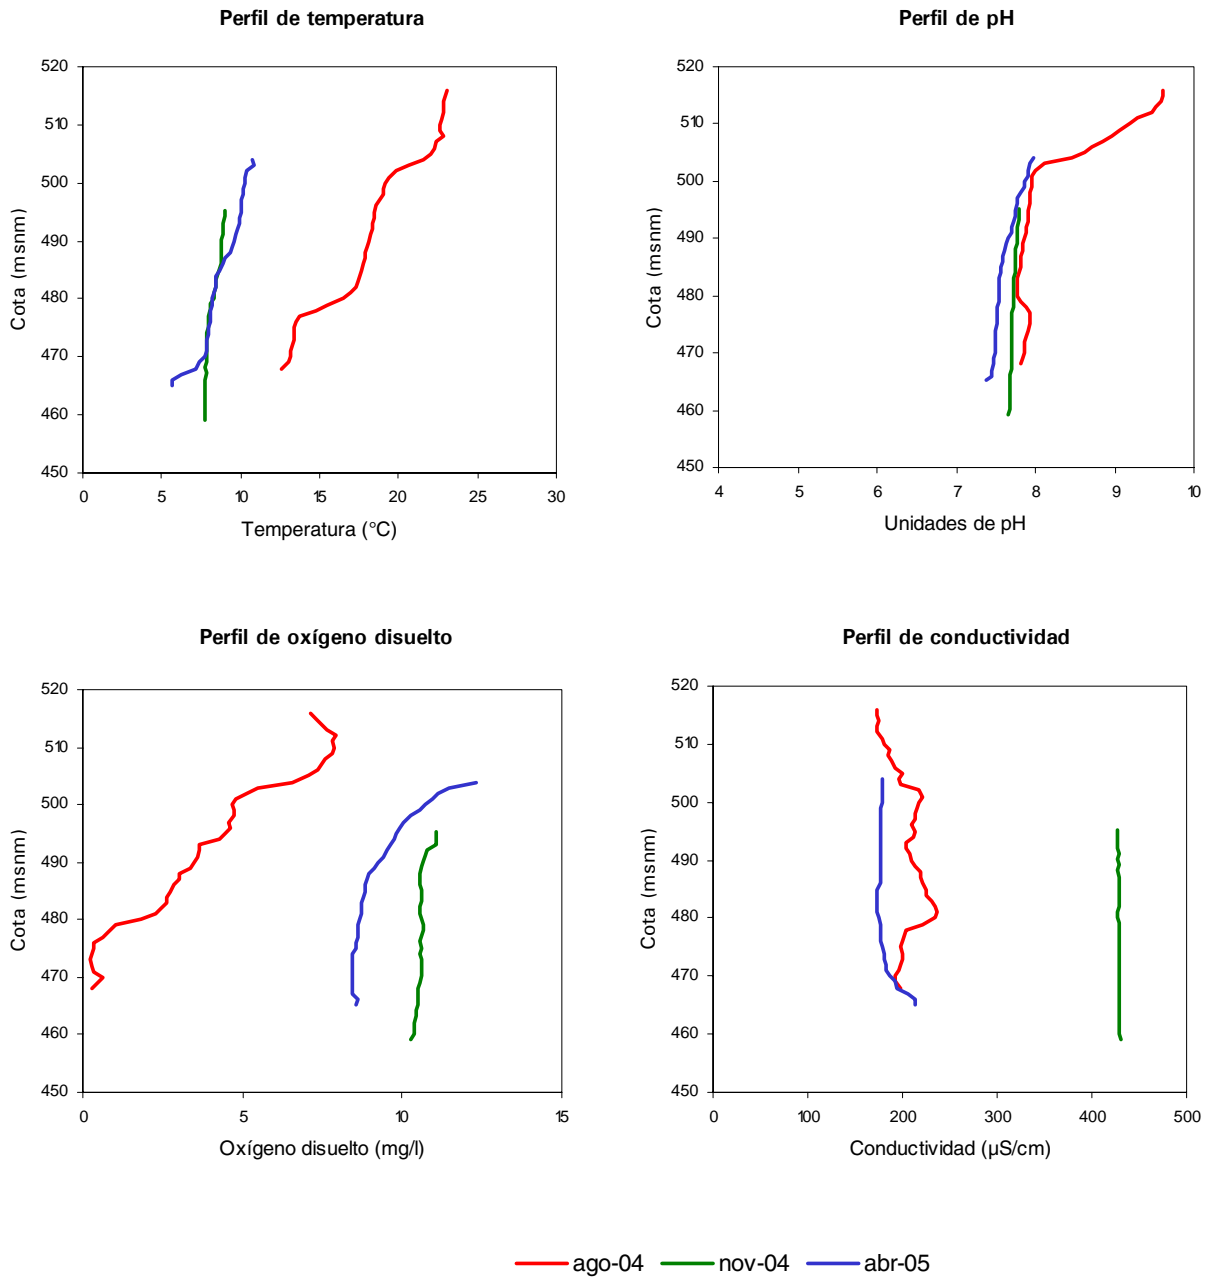 Perfil de temperatura
Perfil de pH
520
510
500
490
480
470
460
450
Cota (msnm)
0 5 10 15 20 25 30
Temperatura (°C)
520
510
500
490
480
470
460
450
Cota (msnm)
4 5 6 7 8 9 10
Unidades de pH
Perfil de oxígeno disuelto
Perfil de conductividad
520
510
500
490
480
470
460
450
Cota (msnm)
0 5 10 15
Oxígeno disuelto (mg/l)
520
510
500
490
480
470
460
450
Cota (msnm)
0 100 200 300 400 500
Conductividad (µS/cm)
ago-04 nov-04 abr-05